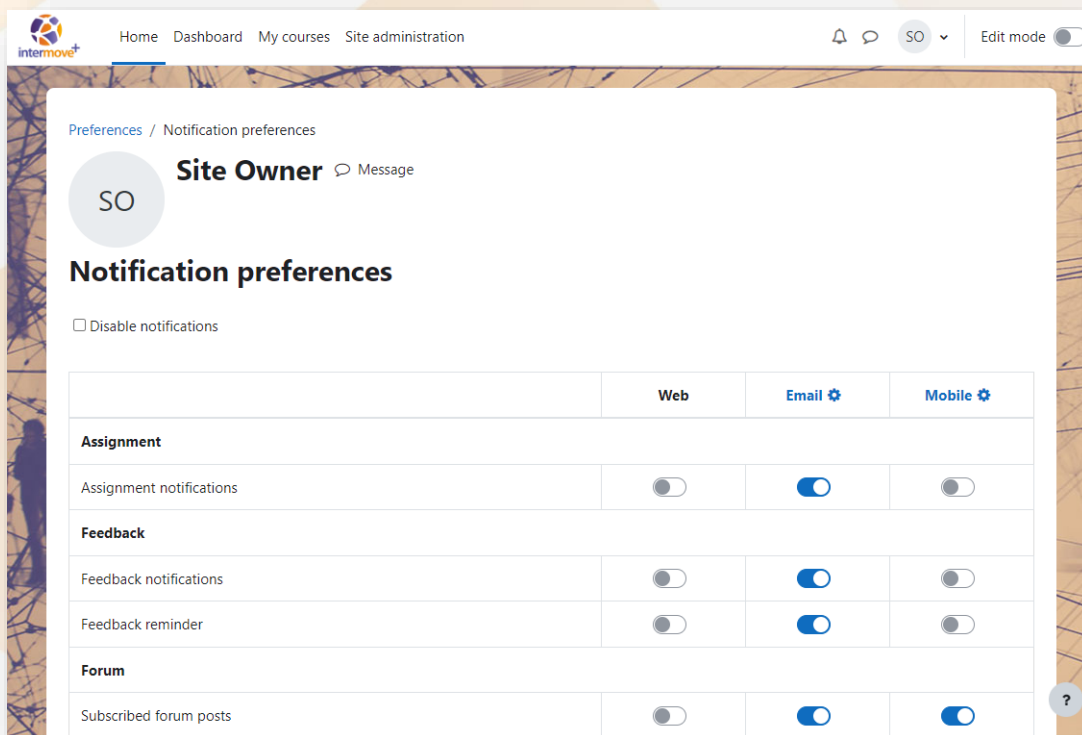 intermove+
Home Dashboard My courses Site administration SO Edit mode
Preferences / Notification preferences
SO
Site Owner Message
Notification preferences
Disable notifications
Web Email Mobile
Assignment
Assignment notifications
Feedback
Feedback notifications
Feedback reminder
Forum
Subscribed forum posts
?